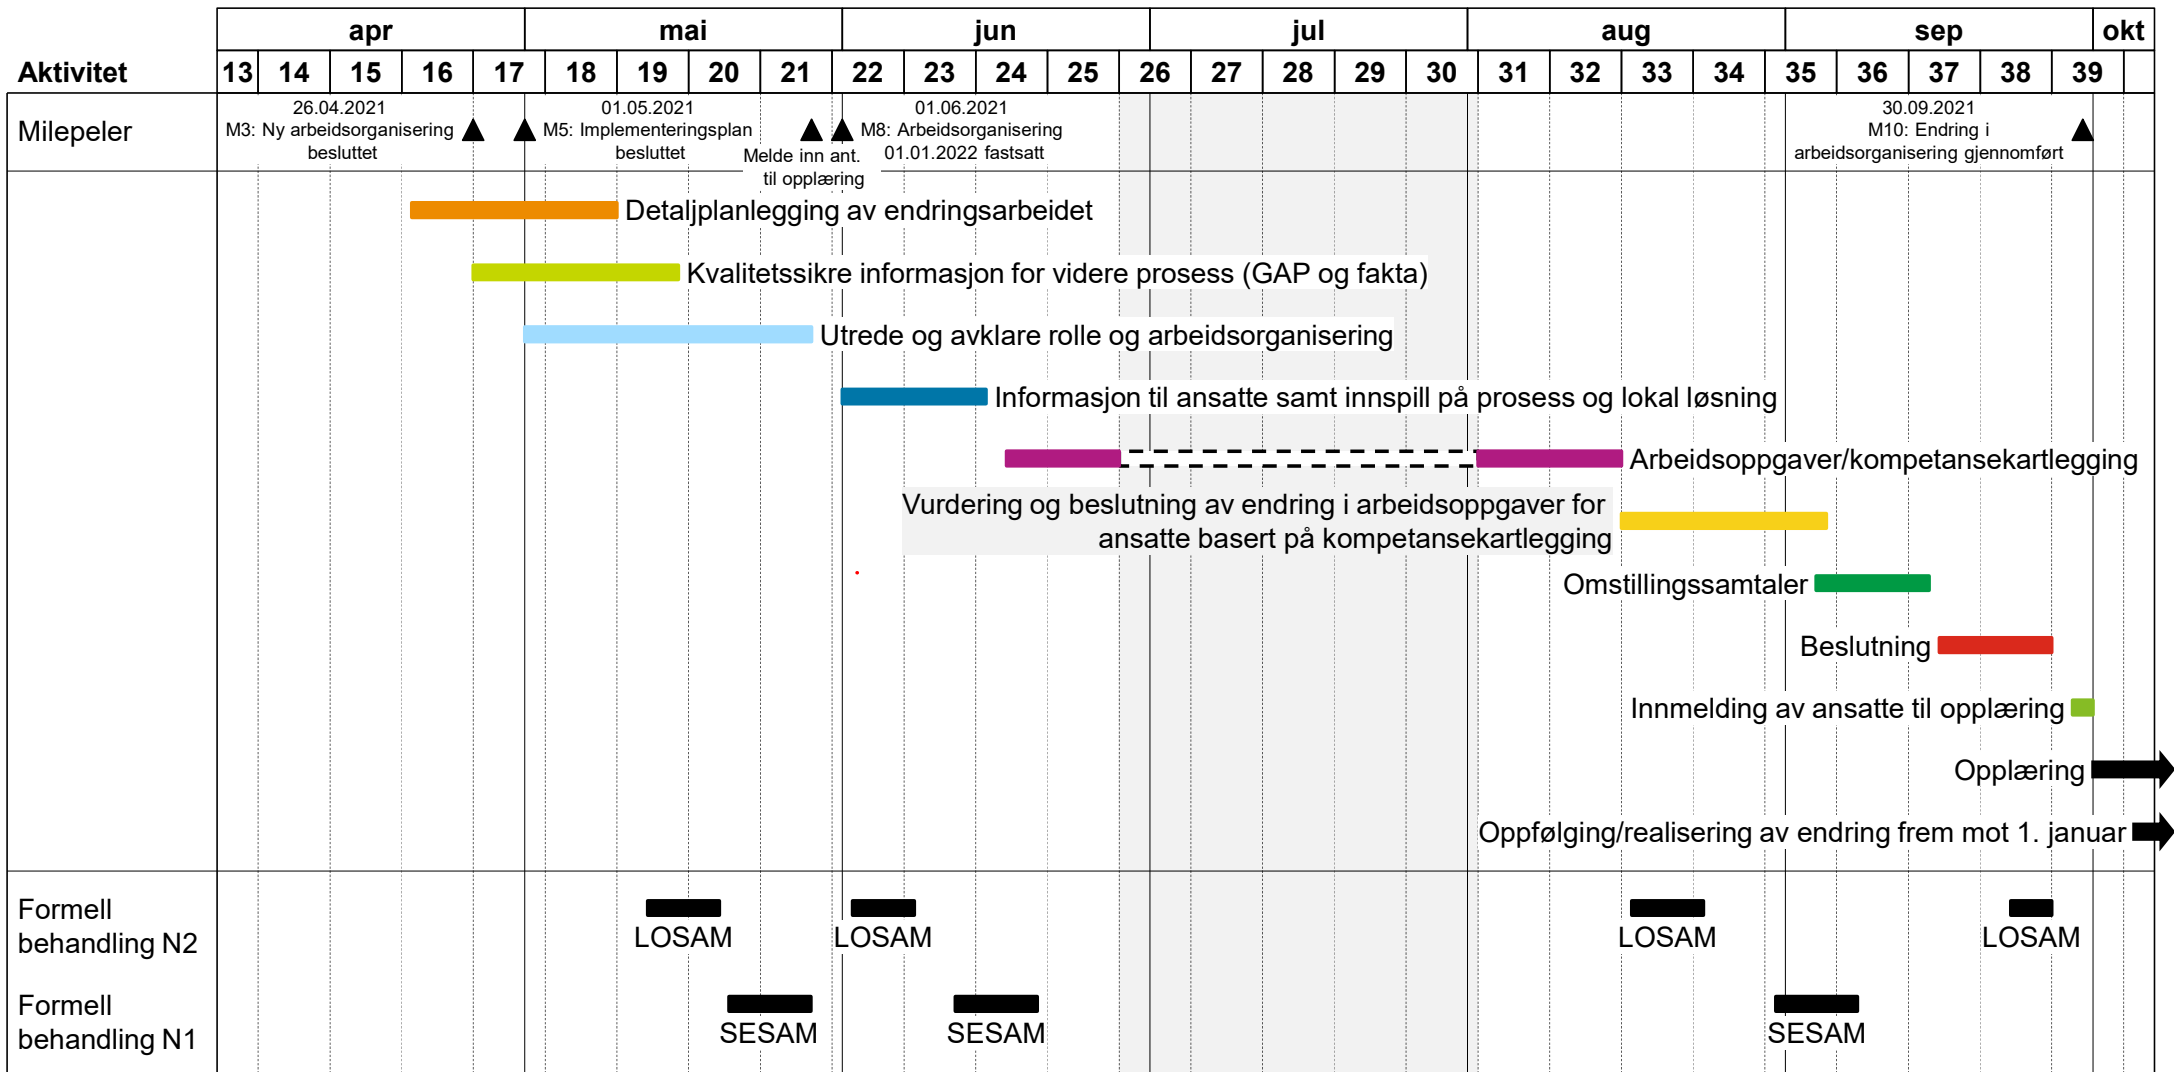 apr mai jun jul aug sep okt
Aktivitet 13 14 15 16 17 18 19 20 21 22 23 24 25 26 27 28 29 30 31 32 33 34 35 36 37 38 39
Milepeler
26.04.2021
M3: Ny arbeidsorganisering
besluttet
01.05.2021
M5: Implementeringsplan
besluttet
Melde inn ant.
til opplæring
01.06.2021
M8: Arbeidsorganisering
01.01.2022 fastsatt
30.09.2021
M10: Endring i
arbeidsorganisering gjennomført
Detaljplanlegging av endringsarbeidet
Kvalitetssikre informasjon for videre prosess (GAP og fakta)
Utrede og avklare rolle og arbeidsorganisering
Informasjon til ansatte samt innspill på prosess og lokal løsning
Arbeidsoppgaver/kompetansekartlegging
Vurdering og beslutning av endring i arbeidsoppgaver for
ansatte basert på kompetansekartlegging
Omstillingssamtaler
Beslutning
Innmelding av ansatte til opplæring
Opplæring
Oppfølging/realisering av endring frem mot 1. januar
Formell
behandling N2
LOSAM LOSAM LOSAM LOSAM
Formell
behandling N1
SESAM SESAM SESAM